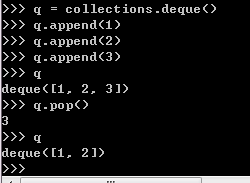 >>> q = collections.deque()
>>> q.append(1)
>>> q.append(2)
>>> q.append(3)
>>> q
deque([1, 2, 3])
>>> q.pop()
3
>>> q
deque([1, 2])
>>>